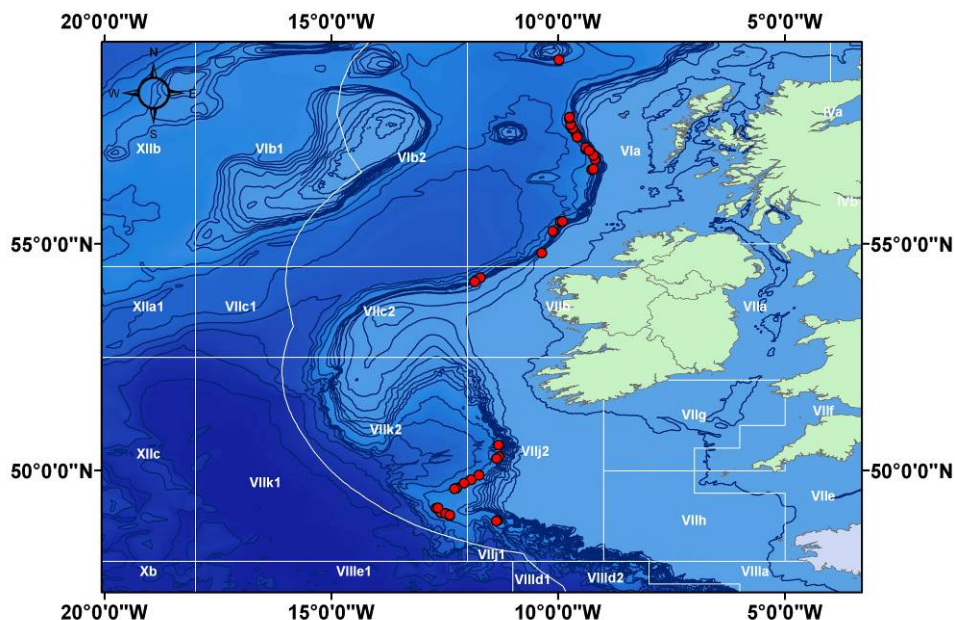 20°0'0"W 15°0'0"W 10°0'0"W 5°0'0"W
N
W E
S
IVa
XIIb VIb1 VIb2 VIa
IVb
55°0'0"N 55°0'0"N
XIIa1 VIIc1 VIIc2 VIIb VIIa
VIIk2 VIIj2 VIIg VIIf
50°0'0"N 50°0'0"N
XIIc VIIk1 VIIe
VIIh
VIIj1
Xb VIIIe1 VIIId1 VIIId2 VIIIa
20°0'0"W 15°0'0"W 10°0'0"W 5°0'0"W